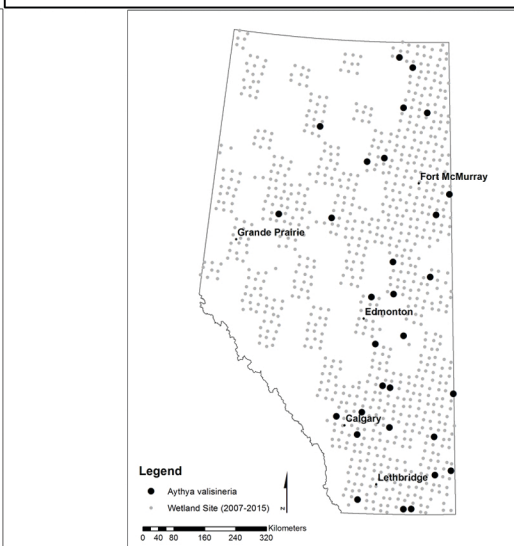 Fort McMurray
Grande Prairie
Edmonton
Calgary
Lethbridge
Legend
Aythya valisineria
Wetland Site (2007-2015)
N
Kilometers
0 40 80 160 240 320